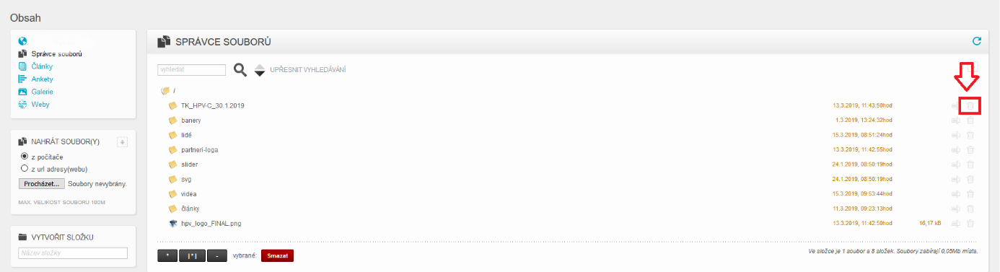 Obsah
Správce souborů
Články
Ankety
Galerie
Weby
NAHRÁT SOUBOR(Y)
z počítače
z url adresy(webu)
Procházet... Soubory nevybrány.
MAX. VELIKOST SOUBORU 100M
VYTVOŘIT SLOŽKU
Název složky
SPRÁVCE SOUBORŮ
vyhledat UPŘESNIT VYHLEDÁVÁNÍ
/
TK_HPV-C_30.1.2019 13.3.2019, 11:43:50hod
banery 1.3.2019, 13:24:32hod
lidé 15.3.2019, 08:51:24hod
partneri-loga 13.3.2019, 11:42:55hod
slider 24.1.2019, 08:50:19hod
svg 24.1.2019, 08:50:19hod
videa 15.3.2019, 09:53:44hod
články 11.3.2019, 09:23:13hod
hpv_logo_FINAL.png 13.3.2019, 11:42:50hod 16,17 kB
* |*| - vybrané: Smazat
Ve složce je 1 soubor a 8 složek. Soubory zabírají 0,05Mb místa.